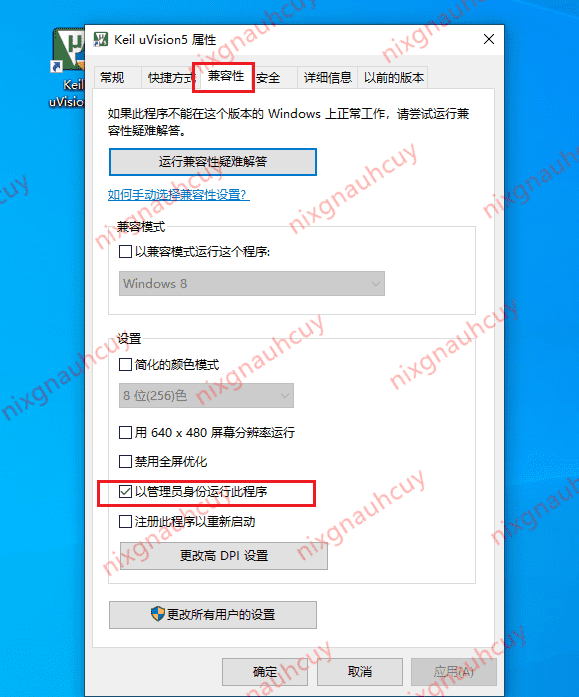 Keil uVision5 属性
Keil
uVision5
常规
快捷方式
兼容性
安全
详细信息
以前的版本
如果此程序不能在这个版本的 Windows 上正常工作，请尝试运行兼
容性疑难解答。
运行兼容性疑难解答
如何手动选择兼容性设置?
兼容模式
以兼容模式运行这个程序:
Windows 8
设置
简化的颜色模式
8 位(256)色
用 640 x 480 屏幕分辨率运行
禁用全屏优化
以管理员身份运行此程序
注册此程序以重新启动
更改高 DPI 设置
更改所有用户的设置
确定
取消
应用(A)
nixgnauhcuy
nixgnauhcuy
nixgnauhcuy
nixgnauhcuy
nixgnauhcuy
nixgnauhcuy
nixgnauhcuy
nixgnauhcuy
nixgnauhcuy
nixgnauhcuy
nixgnauhcuy
nixgnauhcuy
nixgnauhcuy
nixgnauhcuy